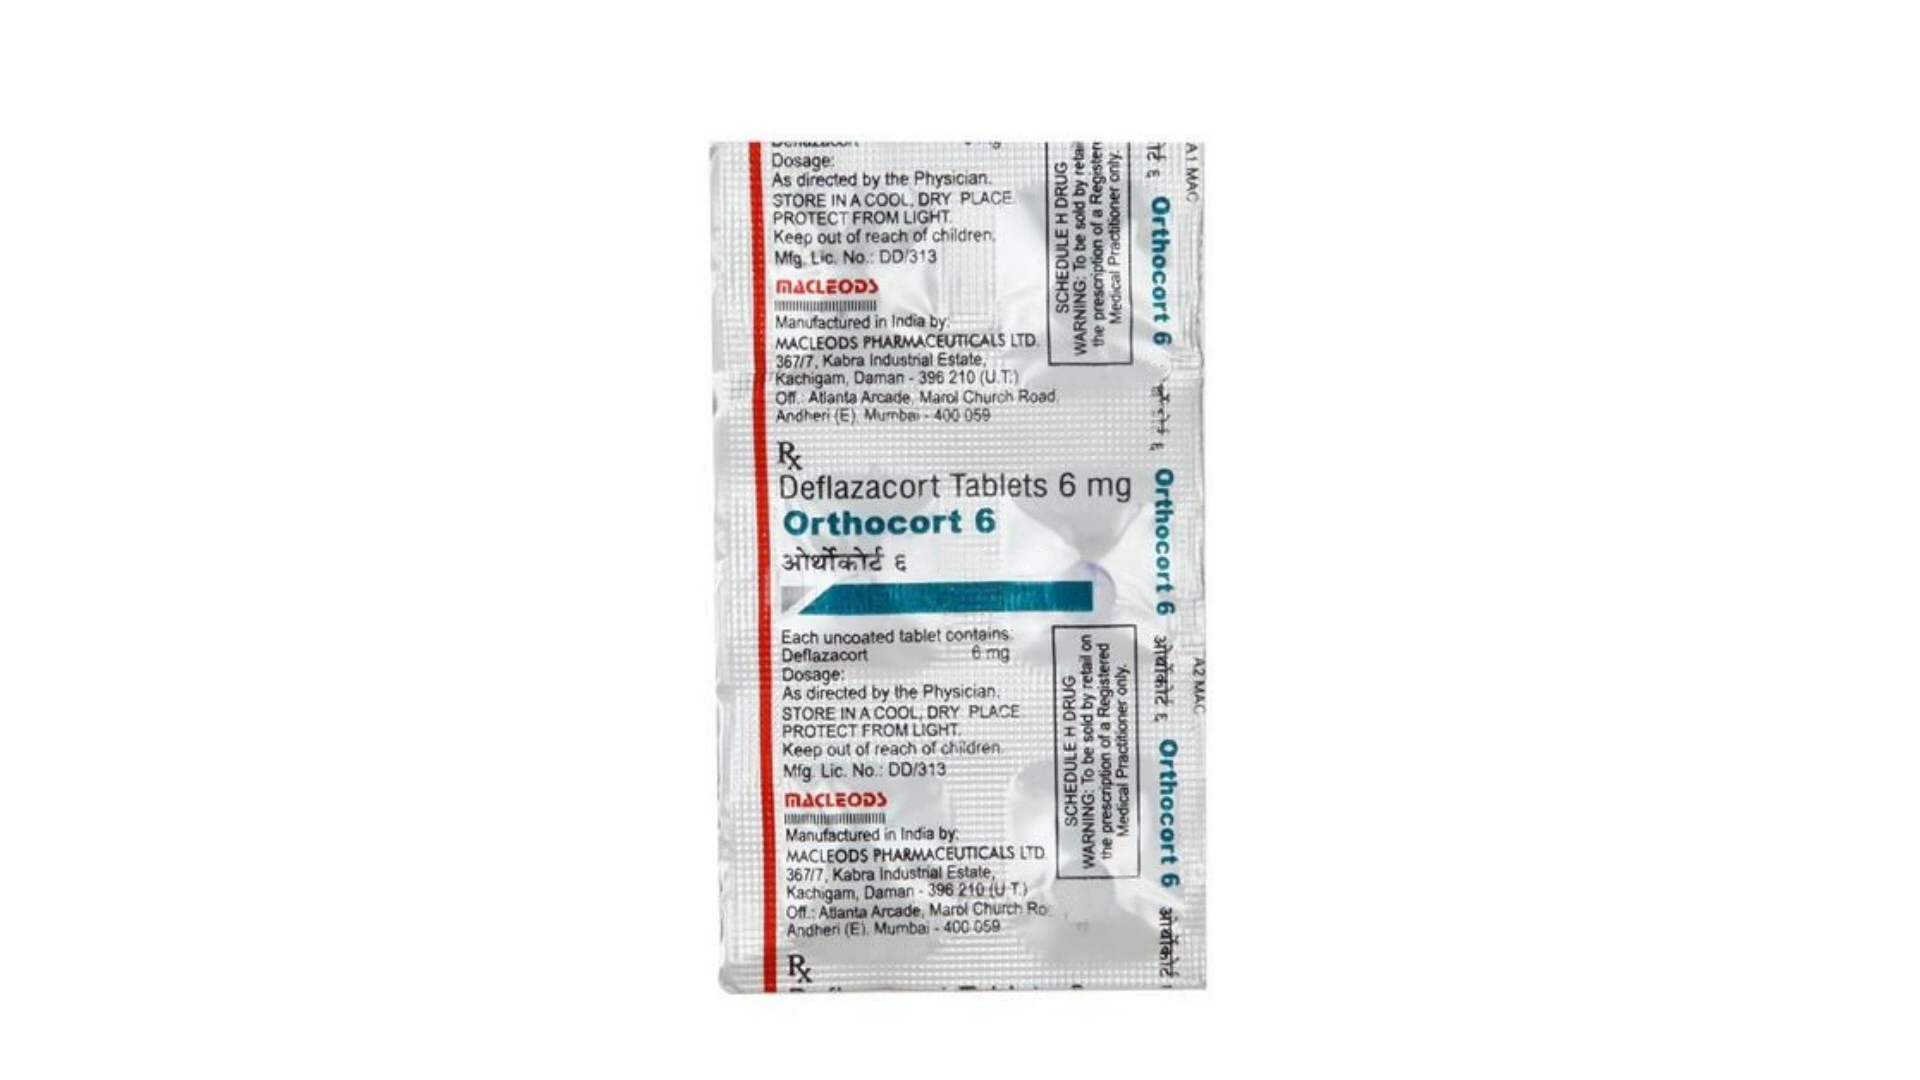 Dosage:
As directed by the Physician.
STORE IN A COOL, DRY PLACE
PROTECT FROM LIGHT.
Keep out of reach of children.
Mfg. Lic. No.: DD/313
MACLEODS
Manufactured in India by:
MACLEODS PHARMACEUTICALS LTD.
367/7, Kabra Industrial Estate,
Kachigam, Daman - 396 210 (U.T.)
Off.: Atlanta Arcade, Marol Church Road,
Andheri (E), Mumbai - 400 059
SCHEDULE H DRUG
WARNING: To be sold by retai
the prescription of a Register
Medical Practitioner only.
Rx
Deflazacort Tablets 6 mg
Orthocort 6
ओर्थोकोर्ट ६
Each uncoated tablet contains:
Deflazacort 6 mg
Dosage:
As directed by the Physician.
STORE IN A COOL, DRY PLACE
PROTECT FROM LIGHT.
Keep out of reach of children.
Mfg. Lic. No.: DD/313
MACLEODS
Manufactured in India by:
MACLEODS PHARMACEUTICALS LTD.
367/7, Kabra Industrial Estate,
Kachigam, Daman - 396 210 (U.T.)
Off.: Atlanta Arcade, Marol Church Ro
Andheri (E), Mumbai - 400 059
SCHEDULE H DRUG
WARNING: To be sold by retail on
the prescription of a Registered
Medical Practitioner only.
Rx
Orthocort 6
Orthocort 6 ओर्थोकोर्ट ६
Orthocort 6 ओर्थोकोर्ट
A1 MAC
A2 MAC